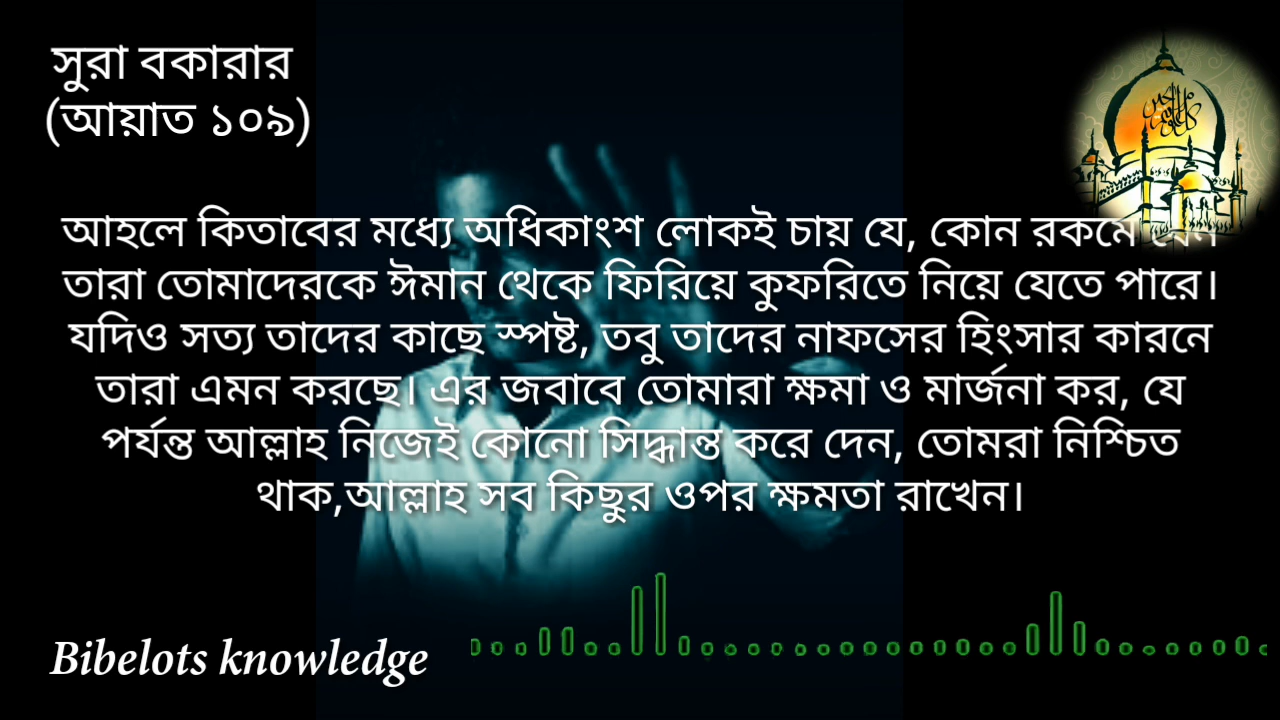 সুরা বকারার
(আয়াত ১০৯)
আহলে কিতাবের মধ্যে অধিকাংশ লোকই চায় যে, কোন রকমে যেন
তারা তোমাদেরকে ঈমান থেকে ফিরিয়ে কুফরিতে নিয়ে যেতে পারে।
যদিও সত্য তাদের কাছে স্পষ্ট, তবু তাদের নাফসের হিংসার কারনে
তারা এমন করছে। এর জবাবে তোমারা ক্ষমা ও মার্জনা কর, যে
পর্যন্ত আল্লাহ নিজেই কোনো সিদ্ধান্ত করে দেন, তোমরা নিশ্চিত
থাক,আল্লাহ সব কিছুর ওপর ক্ষমতা রাখেন।
Bibelots knowledge